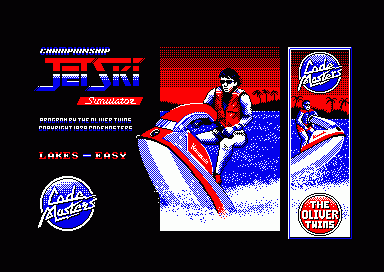 CHAMPIONSHIP
JETSKI
Simulator
PROGRAM BY THE OLIVER TWINS
COPYRIGHT 1989 CODEMASTERS
LAKES - EASY
Code
Masters
Code
Masters
THE
OLIVER
TWINS